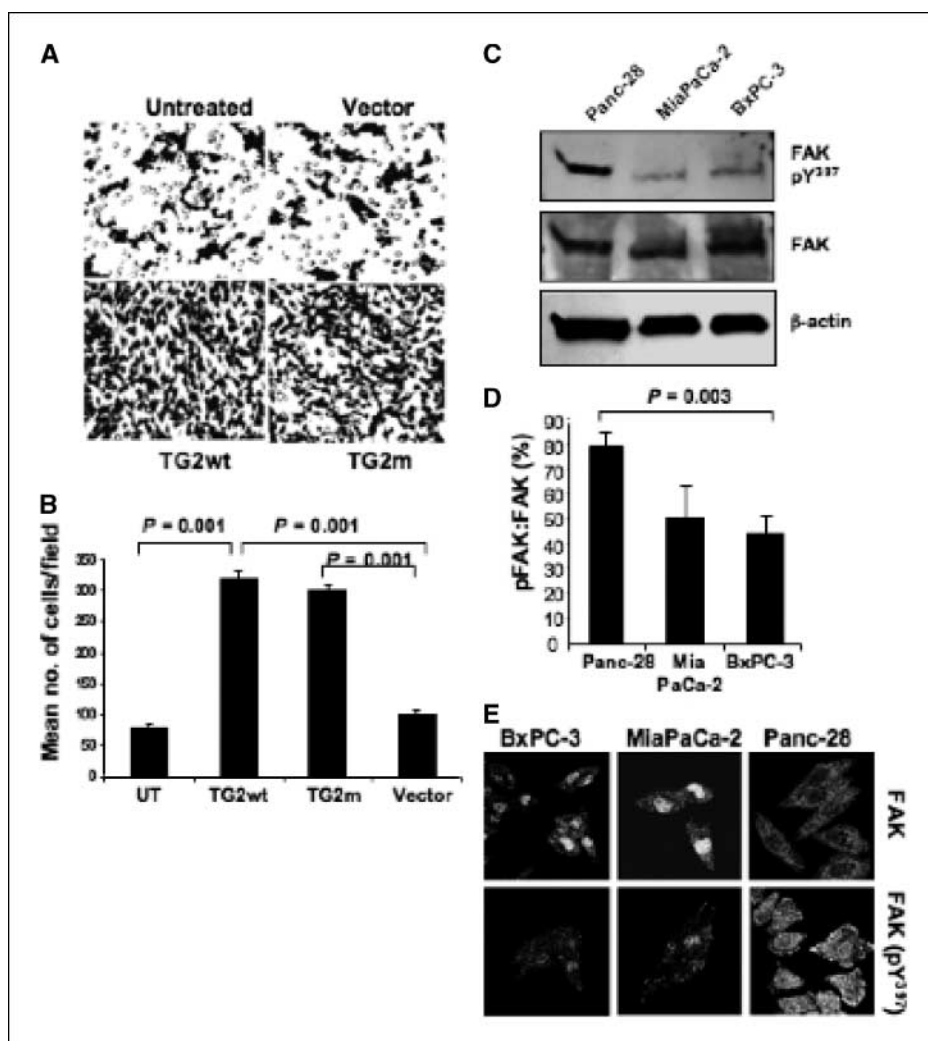 A
Untreated Vector
TG2wt TG2m
B
P = 0.001 P = 0.001
P = 0.001
Mean no. of cells/field
350
300
250
200
150
100
50
0
UT TG2wt TG2m Vector
C
Panc-28 MiaPaCa-2 BxPC-3
FAK
pY³⁹⁷
FAK
β-actin
D
P = 0.003
pFAK:FAK (%)
90
80
70
60
50
40
30
20
10
0
Panc-28 Mia BxPC-3
PaCa-2
E
BxPC-3 MiaPaCa-2 Panc-28
FAK
FAK (pY³⁹⁷)